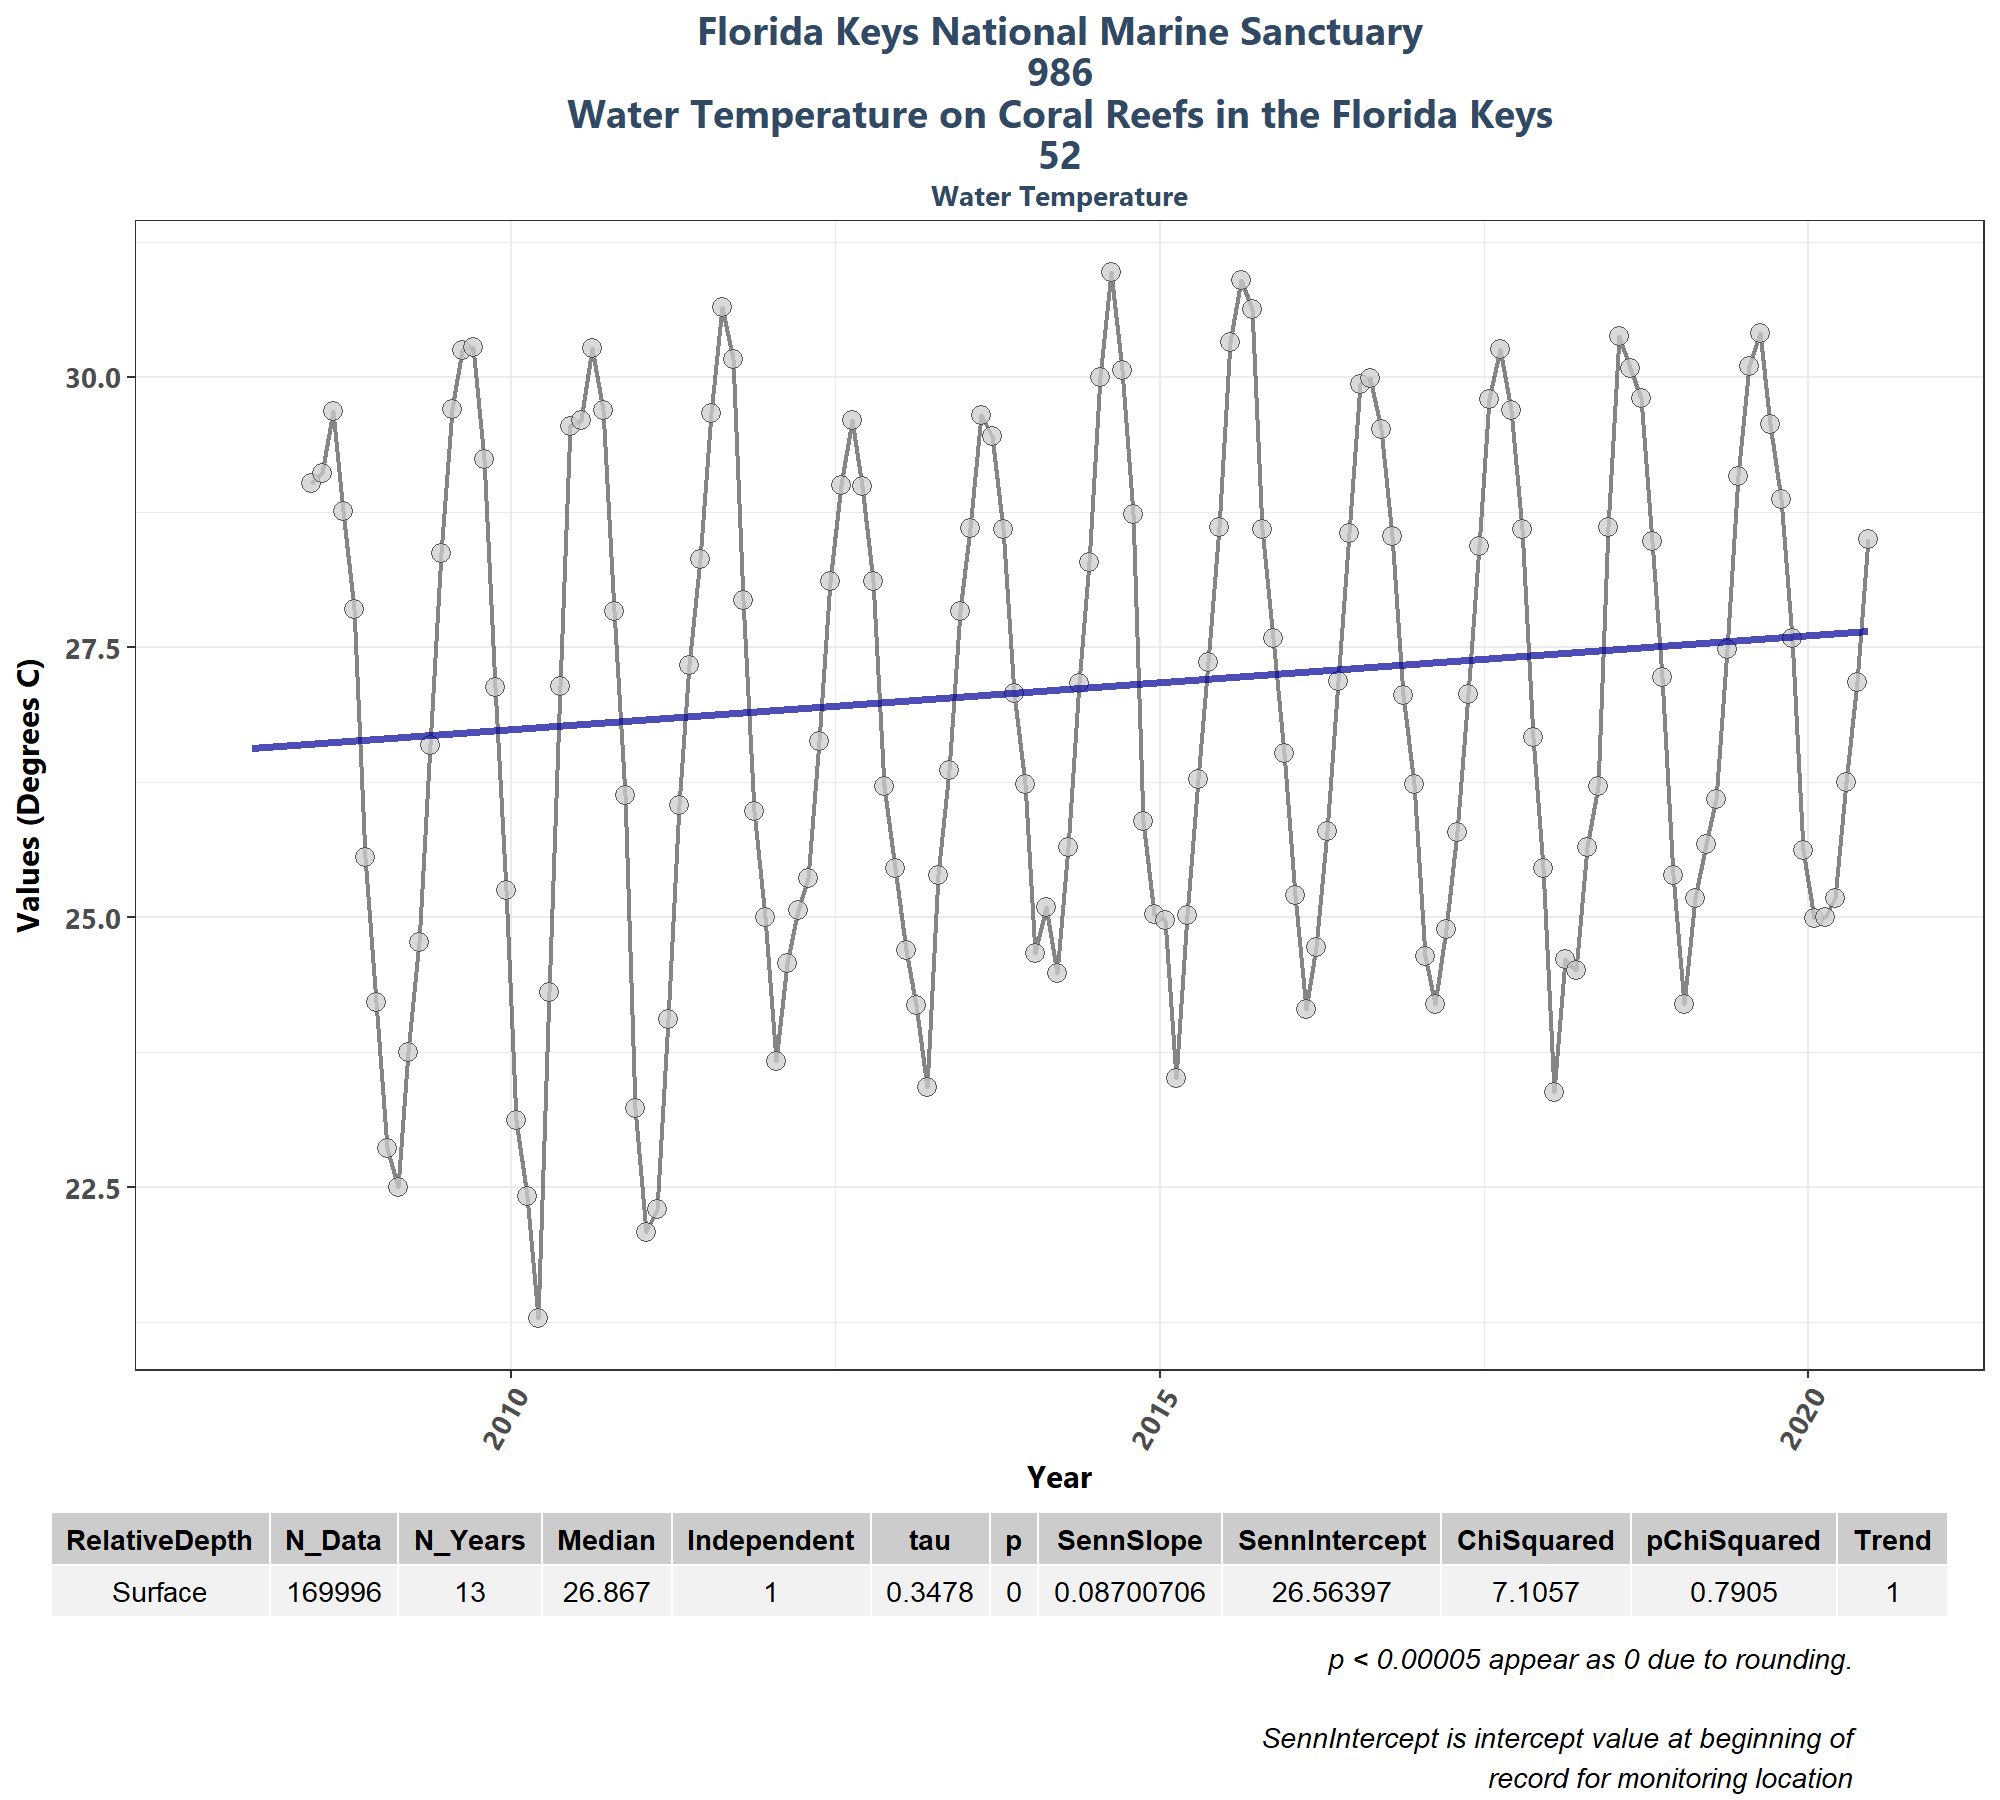 Florida Keys National Marine Sanctuary
986
Water Temperature on Coral Reefs in the Florida Keys
52
Water Temperature
Values (Degrees C)
30.0
27.5
25.0
22.5
2010
2015
2020
Year
RelativeDepth N_Data N_Years Median Independent tau p SennSlope SennIntercept ChiSquared pChiSquared Trend
Surface 169996 13 26.867 1 0.3478 0 0.08700706 26.56397 7.1057 0.7905 1
p < 0.00005 appear as 0 due to rounding.
SennIntercept is intercept value at beginning of
record for monitoring location